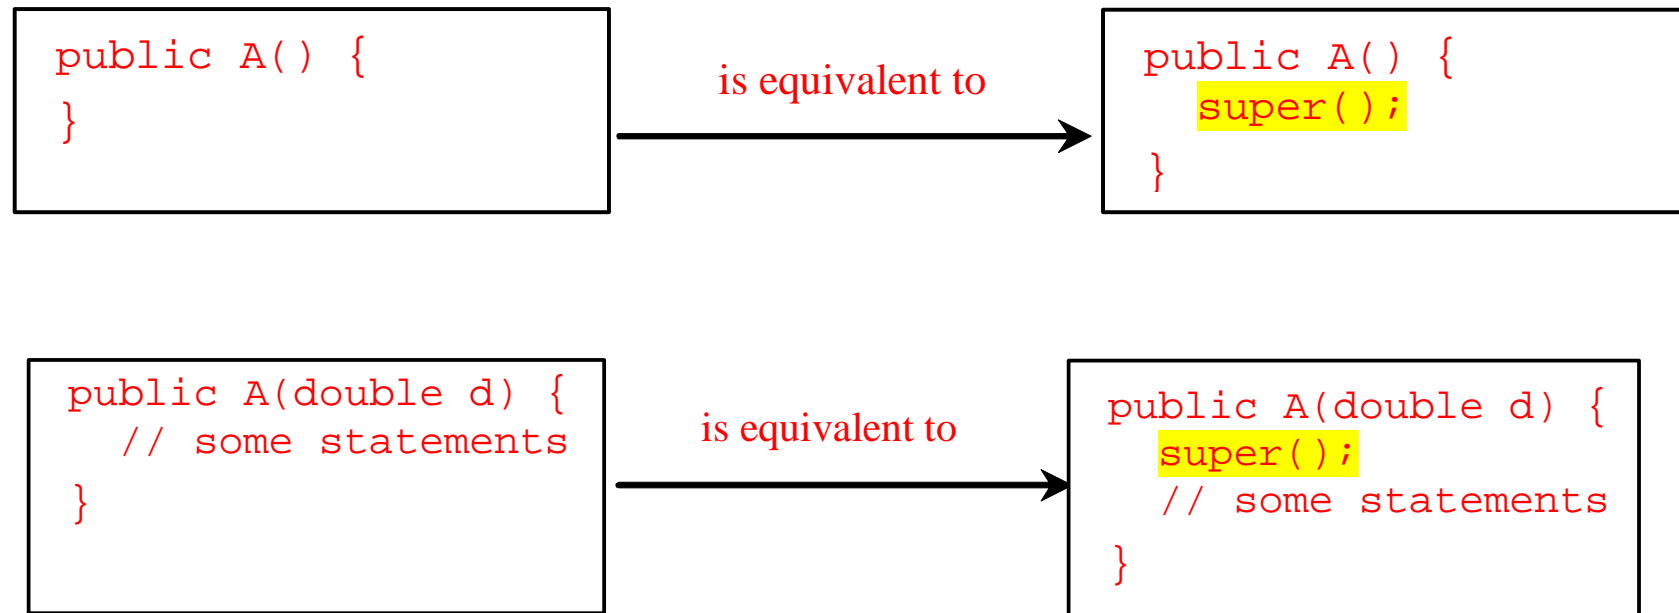 public A() {
}
is equivalent to
public A() {
super();
}
public A(double d) {
// some statements
}
is equivalent to
public A(double d) {
super();
// some statements
}